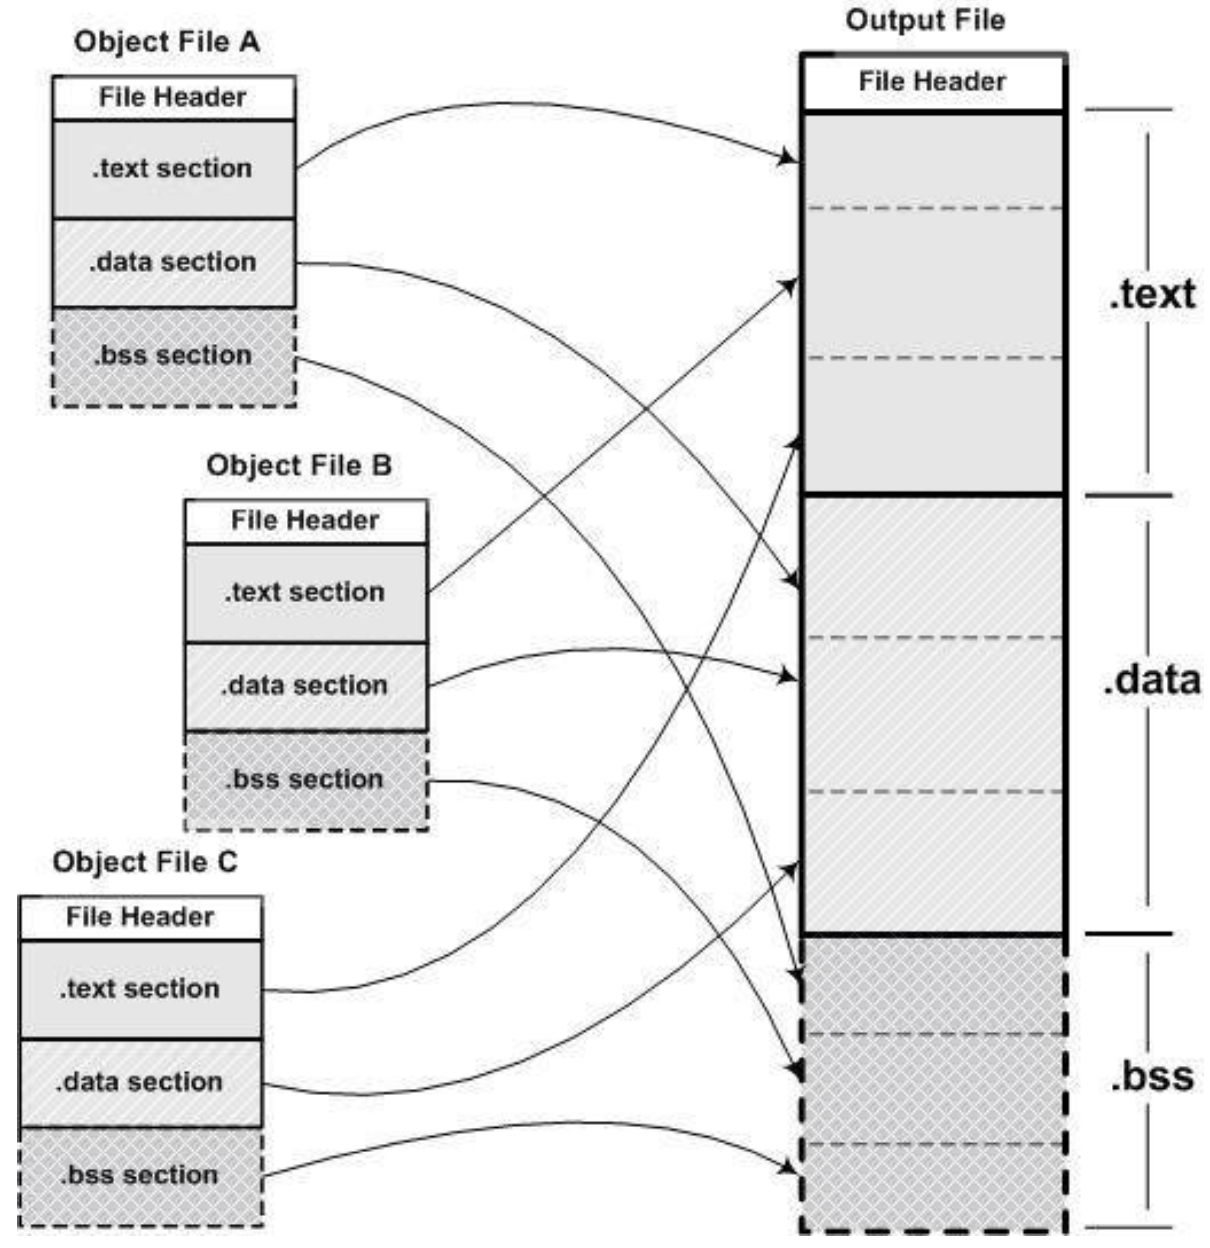 Object File A
File Header
.text section
.data section
.bss section
Object File B
File Header
.text section
.data section
.bss section
Object File C
File Header
.text section
.data section
.bss section
Output File
File Header
.text
.data
.bss